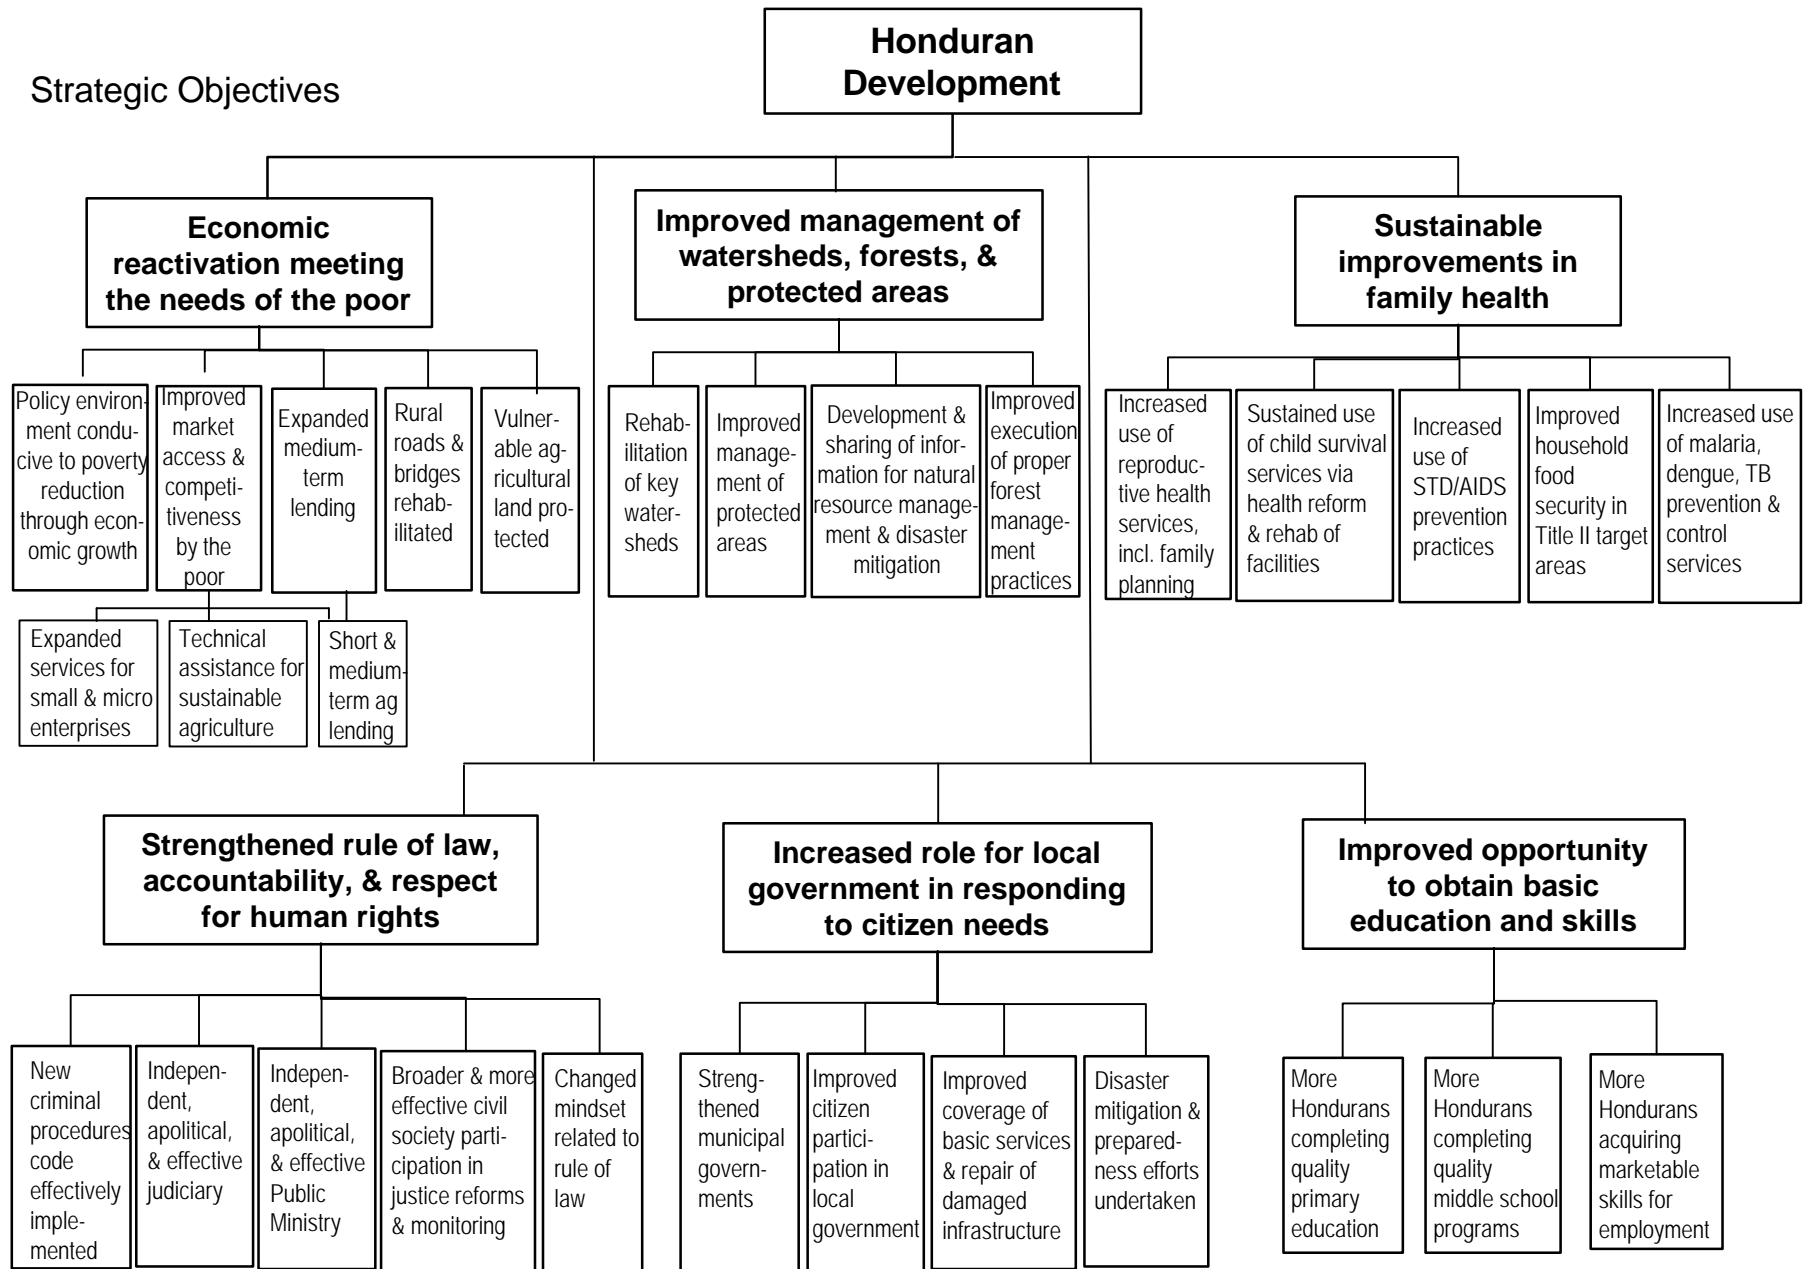 Strategic Objectives
Honduran
Development
Economic
reactivation meeting
the needs of the poor
Improved management of
watersheds, forests, &
protected areas
Sustainable
improvements in
family health
Policy environ-
ment condu-
cive to poverty
reduction
through econ-
omic growth
Improved
market
access &
competi-
tiveness
by the
poor
Expanded
medium-
term
lending
Rural
roads &
bridges
rehab-
ilitated
Vulner-
able ag-
ricultural
land pro-
tected
Rehab-
ilitation
of key
water-
sheds
Improved
manage-
ment of
protected
areas
Development &
sharing of infor-
mation for natural
resource manage-
ment & disaster
mitigation
Improved
execution
of proper
forest
manage-
ment
practices
Increased
use of
reproduc-
tive health
services,
incl. family
planning
Sustained use
of child survival
services via
health reform
& rehab of
facilities
Increased
use of
STD/AIDS
prevention
practices
Improved
household
food
security in
Title II target
areas
Increased use
of malaria,
dengue, TB
prevention &
control
services
Expanded
services for
small & micro
enterprises
Technical
assistance for
sustainable
agriculture
Short &
medium-
term ag
lending
Strengthened rule of law,
accountability, & respect
for human rights
Increased role for local
government in responding
to citizen needs
Improved opportunity
to obtain basic
education and skills
New
criminal
procedures
code
effectively
imple-
mented
Indepen-
dent,
apolitical,
& effective
judiciary
Indepen-
dent,
apolitical,
& effective
Public
Ministry
Broader & more
effective civil
society parti-
cipation in
justice reforms
& monitoring
Changed
mindset
related to
rule of
law
Streng-
thened
municipal
govern-
ments
Improved
citizen
partici-
pation in
local
government
Improved
coverage of
basic services
& repair of
damaged
infrastructure
Disaster
mitigation &
prepared-
ness efforts
undertaken
More
Hondurans
completing
quality
primary
education
More
Hondurans
completing
quality
middle school
programs
More
Hondurans
acquiring
marketable
skills for
employment